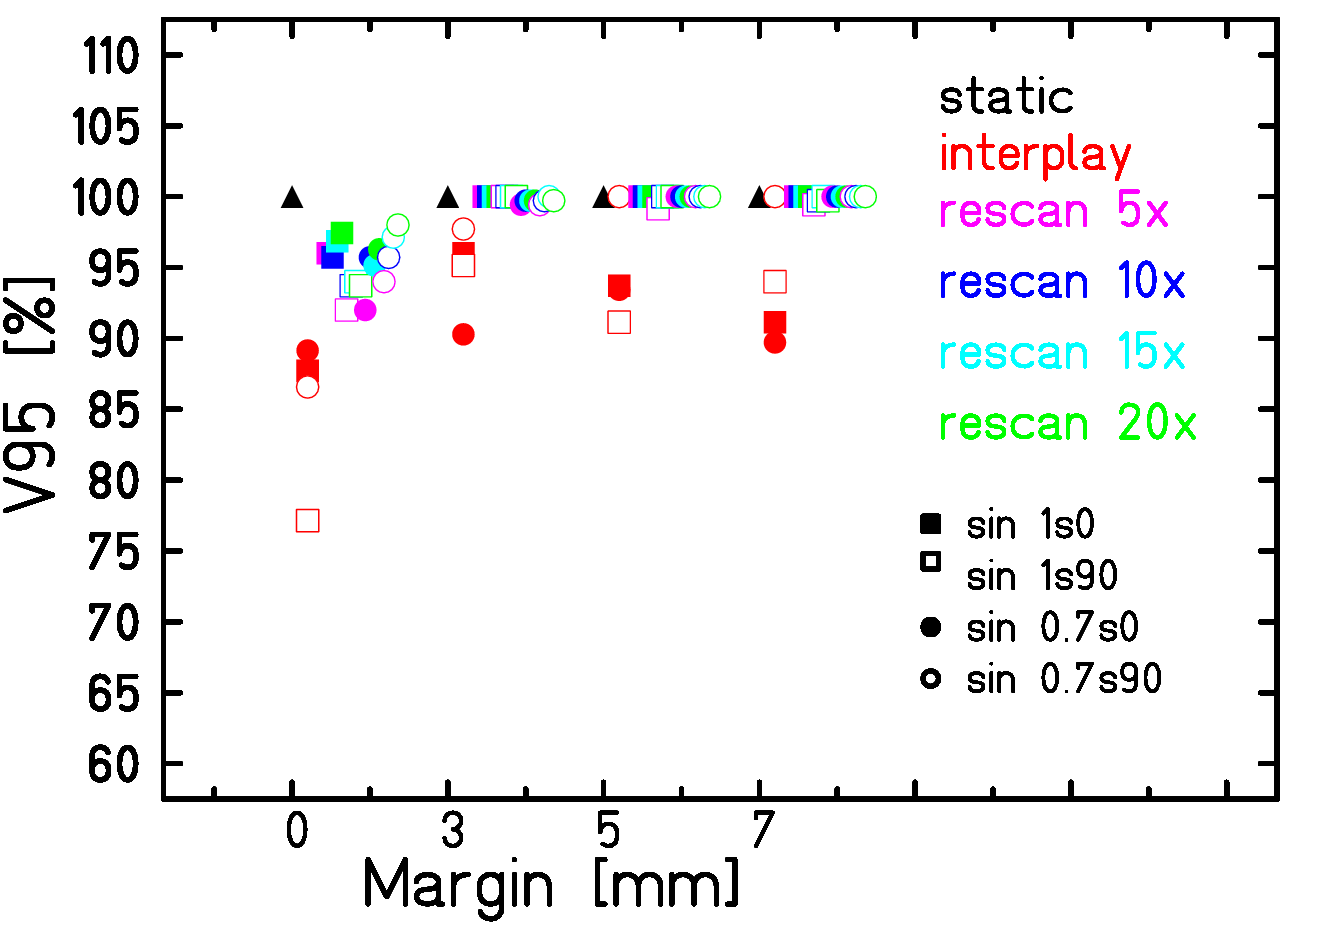 110
105
100
95
90
85
80
75
70
65
60
V95 [%]
0 3 5 7
Margin [mm]
static
interplay
rescan 5x
rescan 10x
rescan 15x
rescan 20x
sin 1s0
sin 1s90
sin 0.7s0
sin 0.7s90